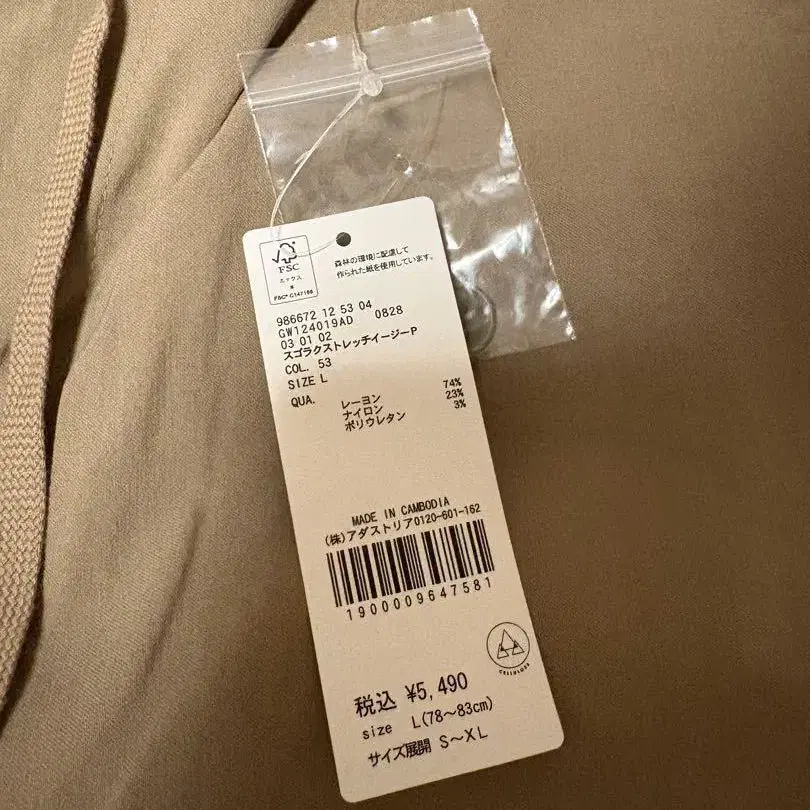 FSC
ミックス
紙
FSC® C147166
森林の環境に配慮して
作られた紙を使用しています。
986672 12 53 04
GW124019AD 0828
03 01 02
スゴラクストレッチイージーP
COL. 53
SIZE L
QUA. レーヨン 74%
ナイロン 23%
ポリウレタン 3%
MADE IN CAMBODIA
(株)アダストリア0120-601-162
1900009647581
CELLULOSE
税込 ¥5,490
size L(78〜83cm)
サイズ展開 S〜XL